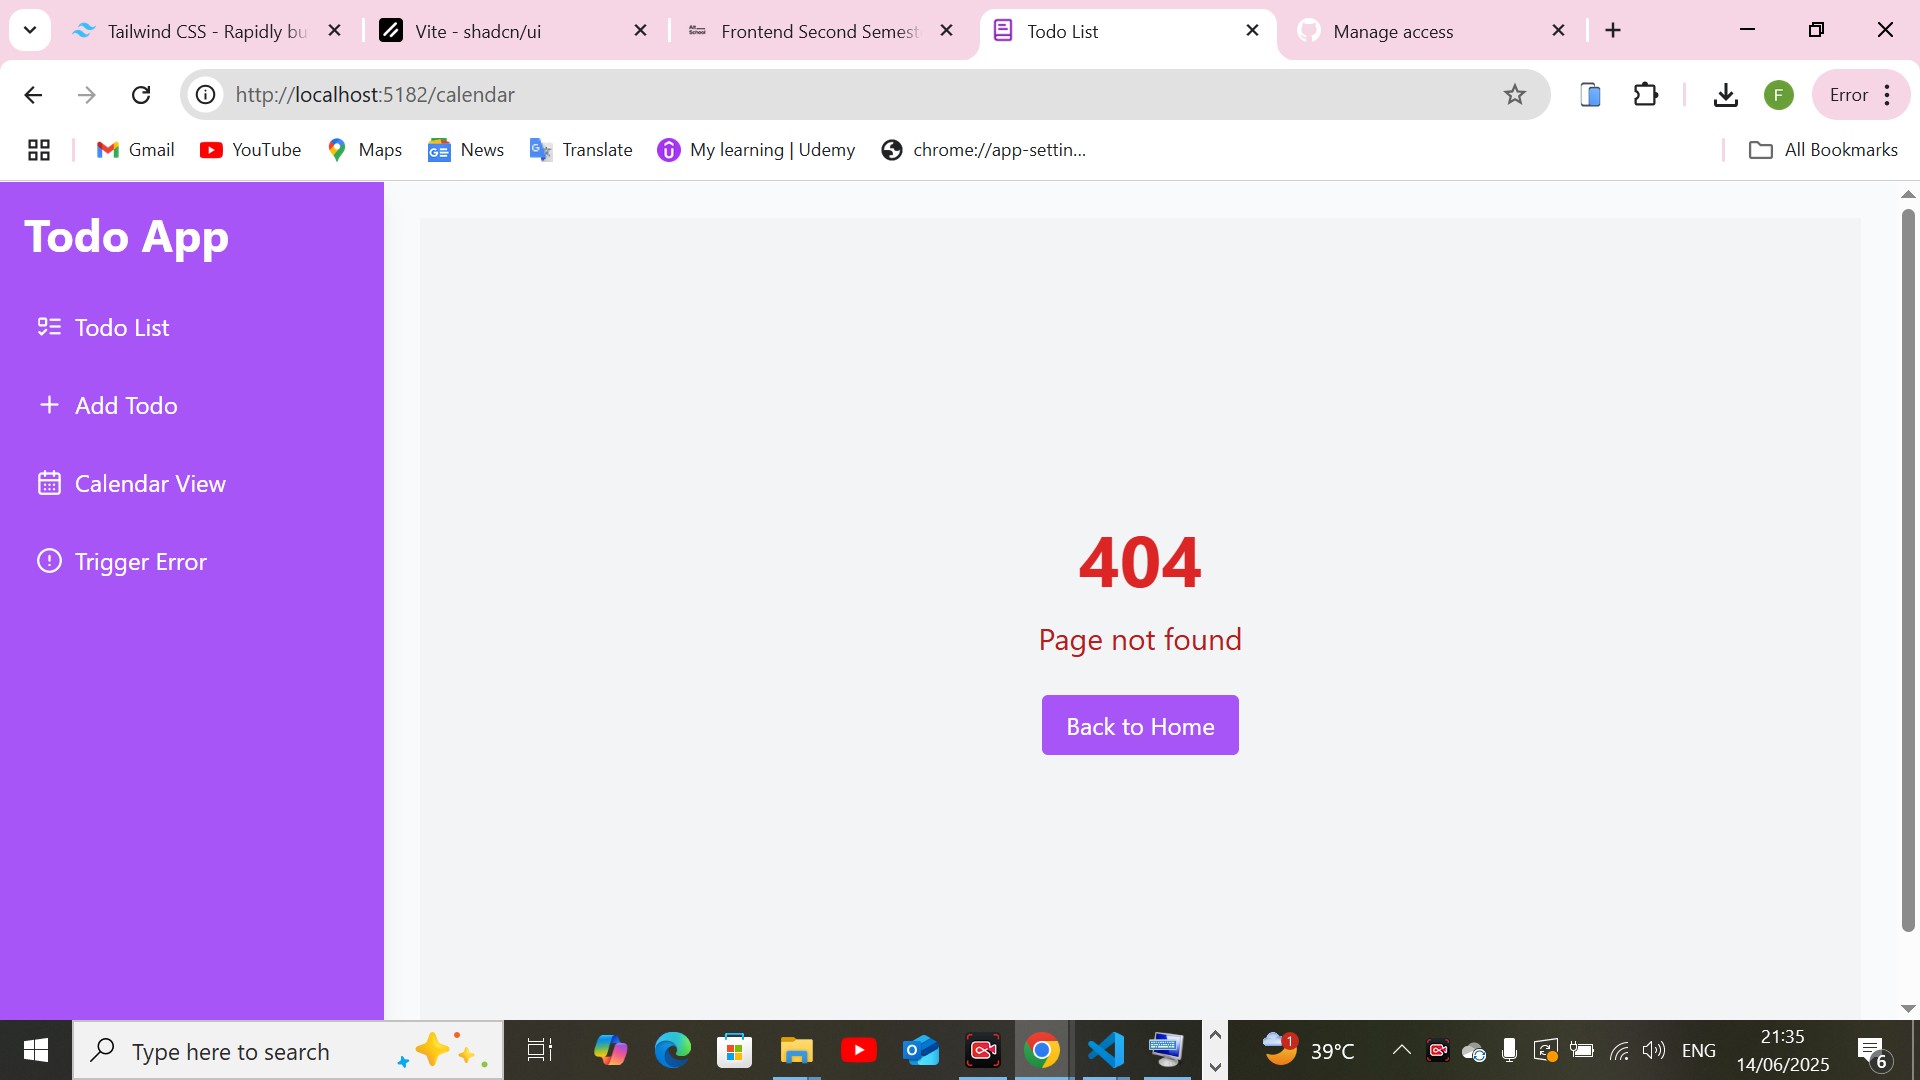 Tailwind CSS - Rapidly bu
Vite - shadcn/ui
Frontend Second Semest
Todo List
Manage access
http://localhost:5182/calendar
F
Error
Gmail
YouTube
Maps
News
Translate
My learning | Udemy
chrome://app-settin...
All Bookmarks
Todo App
Todo List
Add Todo
Calendar View
Trigger Error
404
Page not found
Back to Home
Type here to search
1
39°C
ENG
21:35
14/06/2025
6